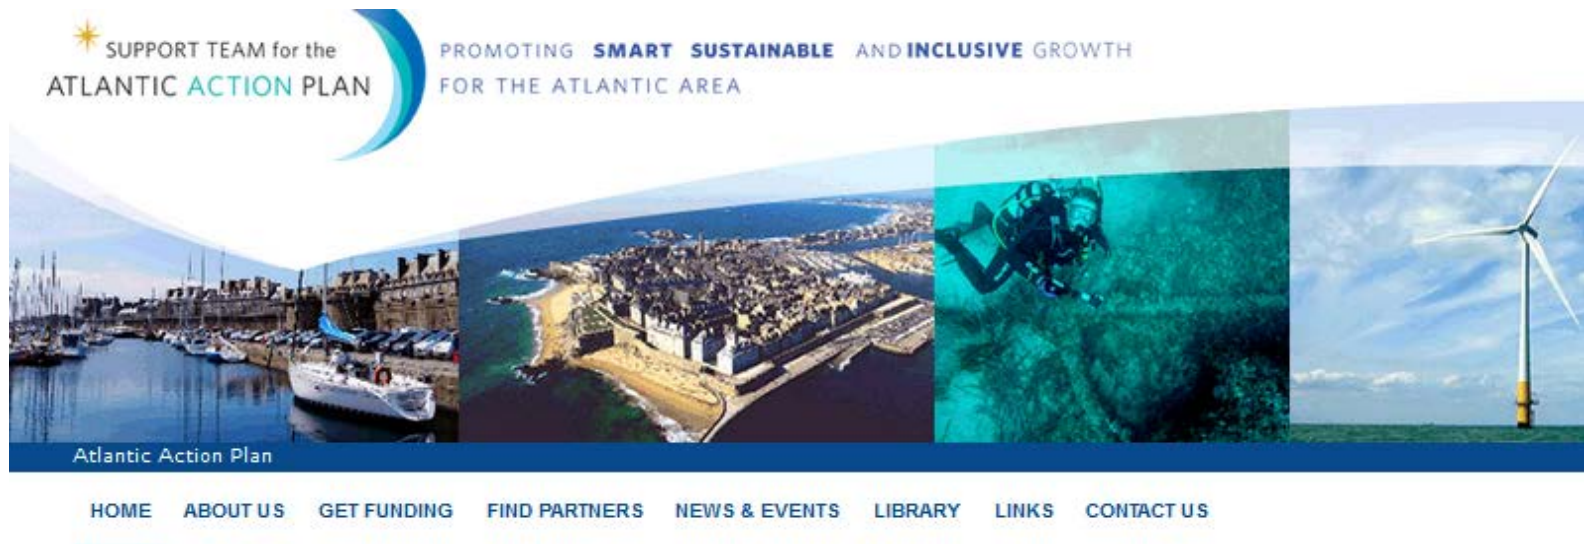 SUPPORT TEAM for the
ATLANTIC ACTION PLAN
PROMOTING SMART SUSTAINABLE AND INCLUSIVE GROWTH
FOR THE ATLANTIC AREA
Atlantic Action Plan
HOME ABOUT US GET FUNDING FIND PARTNERS NEWS & EVENTS LIBRARY LINKS CONTACT US